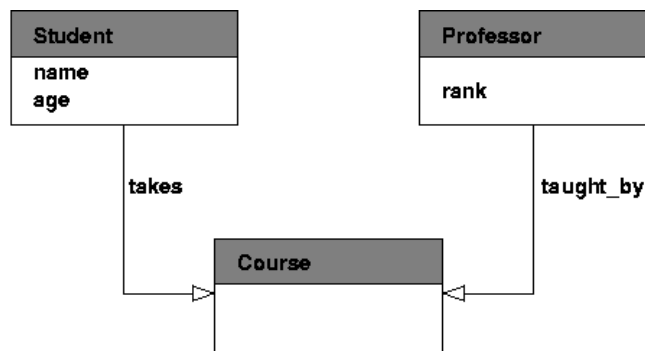 Student
name
age
Professor
rank
takes
taught_by
Course